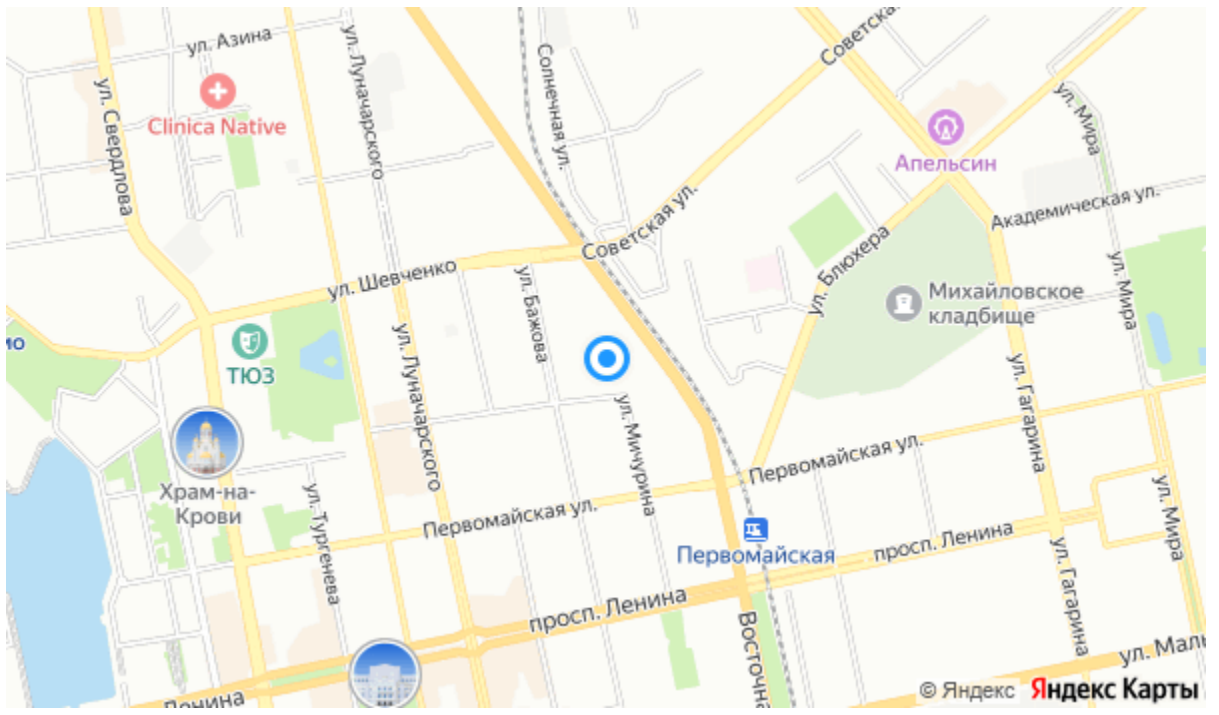 ул. Азина
ул. Луначарского
Солнечная ул.
Советская
ул. Свердлова
Clinica Native
ул. Мира
Апельсин
Академическая ул.
Советская ул.
ул. Шевченко
ул. Бажова
ул. Блюхера
Михайловское
кладбище
ул. Мира
ио
ТЮЗ
ул. Луначарского
ул. Мичурина
ул. Гагарина
Первомайская ул.
Храм-на-
Крови
ул. Тургенева
Первомайская ул.
ул. Мира
Первомайская
просп. Ленина
ул. Гагарина
просп. Ленина
Восточна
ул. Маль
Ленина
© Яндекс Яндекс Карты